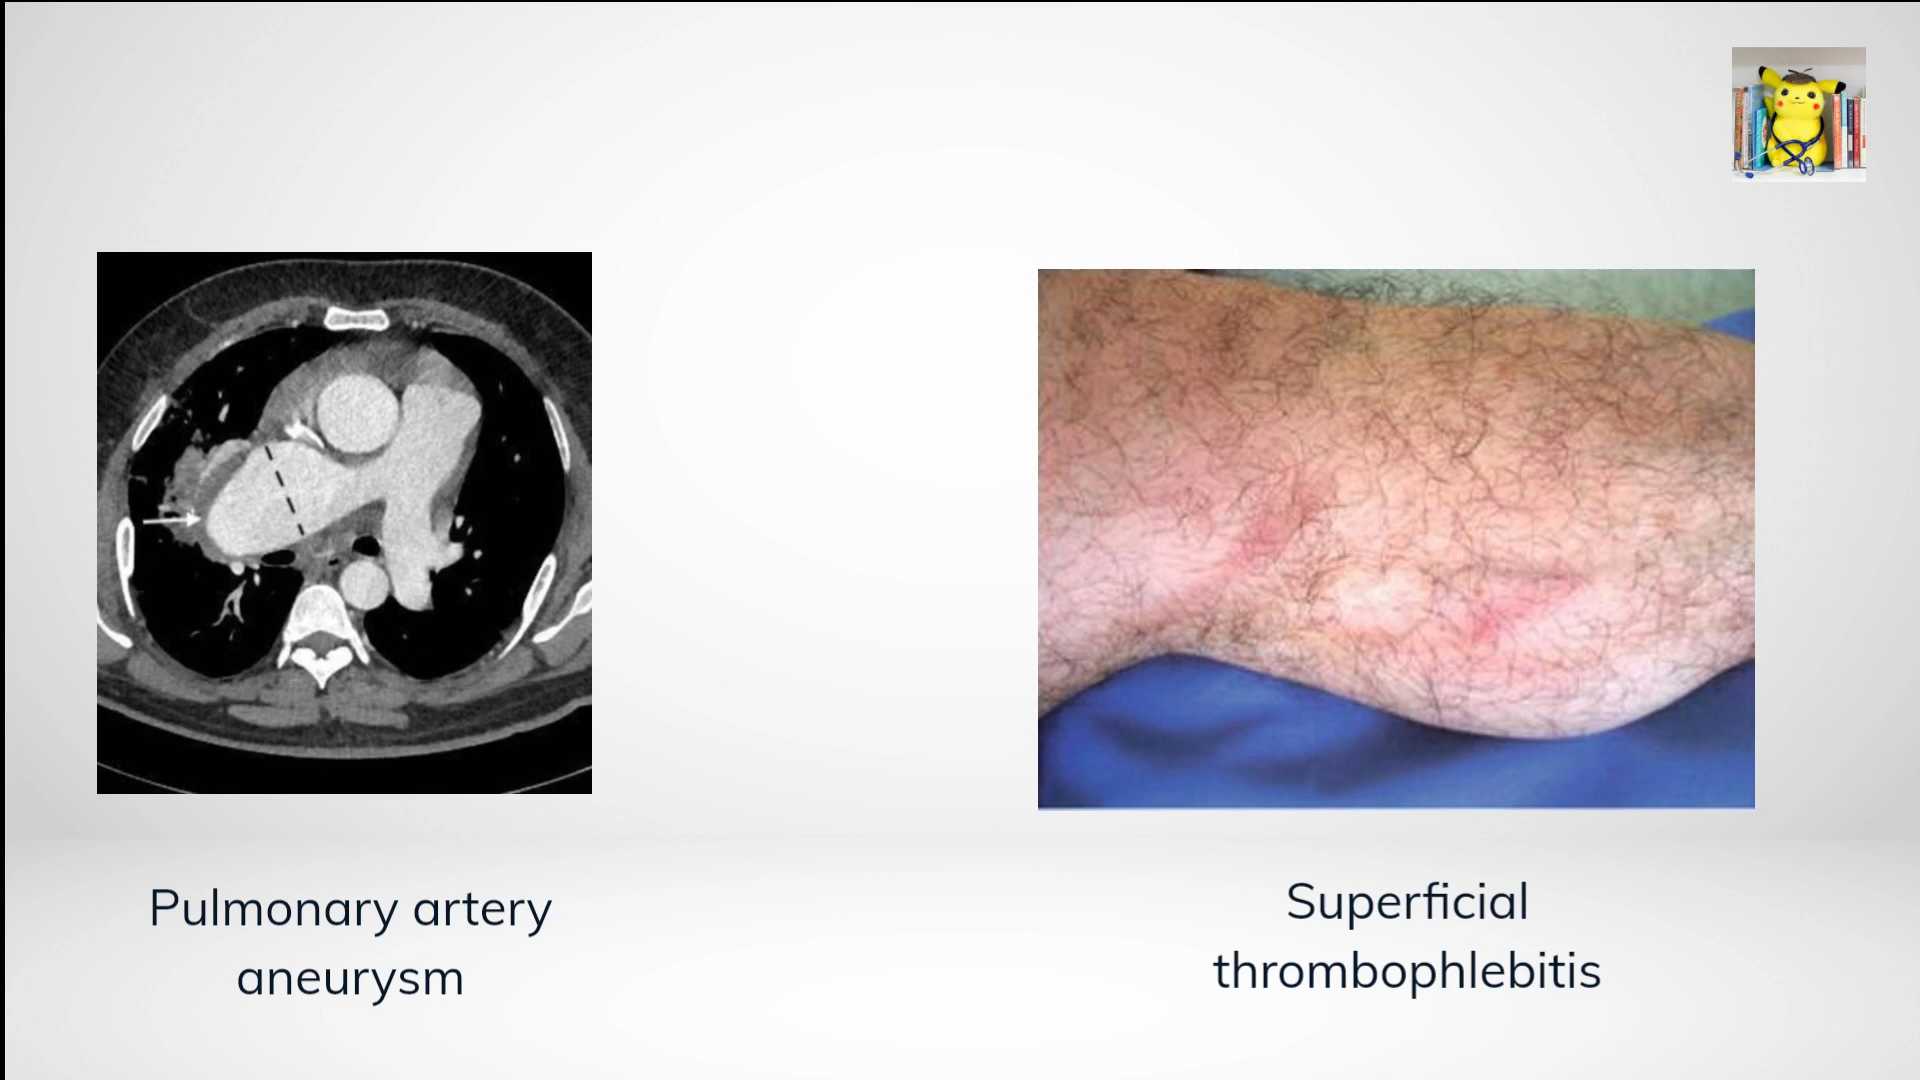 Pulmonary artery
aneurysm
Superficial
thrombophlebitis